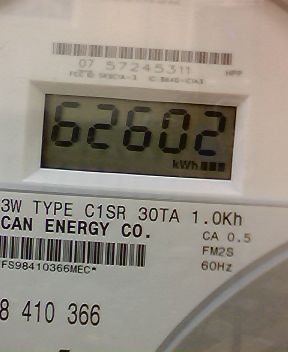 07 57245311 HPP
62602
kWh
3W TYPE C1SR 30TA 1.0Kh
CAN ENERGY CO.
CA 0.5
FM2S
FS98410366MEC*
60Hz
8 410 366